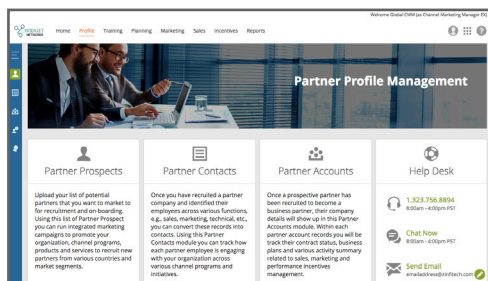 Welcome Global CMM [as Channel Marketing Manager EX]
WIDGET
NETWORKS
Home Profile Training Planning Marketing Sales Incentives Reports
Partner Profile Management
Partner Prospects
Upload your list of potential
partners that you want to market to
for recruitment and on-boarding.
Using this list of Partner Prospect
you can run integrated marketing
campaigns to promote your
organization, channel programs,
products and services to recruit new
partners from various countries and
market segments.
Partner Contacts
Once you have recruited a partner
company and identified their
employees across various functions,
e.g., sales, marketing, technical, etc.,
you can convert these records into
contacts. Using this Partner
Contacts module you can track how
each partner employee is engaging
with your organization across
various channel programs and
initiatives.
Partner Accounts
Once a prospective partner has
been recruited to become a
business partner, their company
details will show up in this Partner
Accounts module. Within each
partner account records you will be
able to track their contract status, business
plans and various activity summary
related to sales, marketing and
performance incentives
management.
Help Desk
1.323.756.8894
8:00am - 4:00pm PST
Chat Now
8:00am - 4:00pm PST
Send Email
emailaddress@zinfitech.com